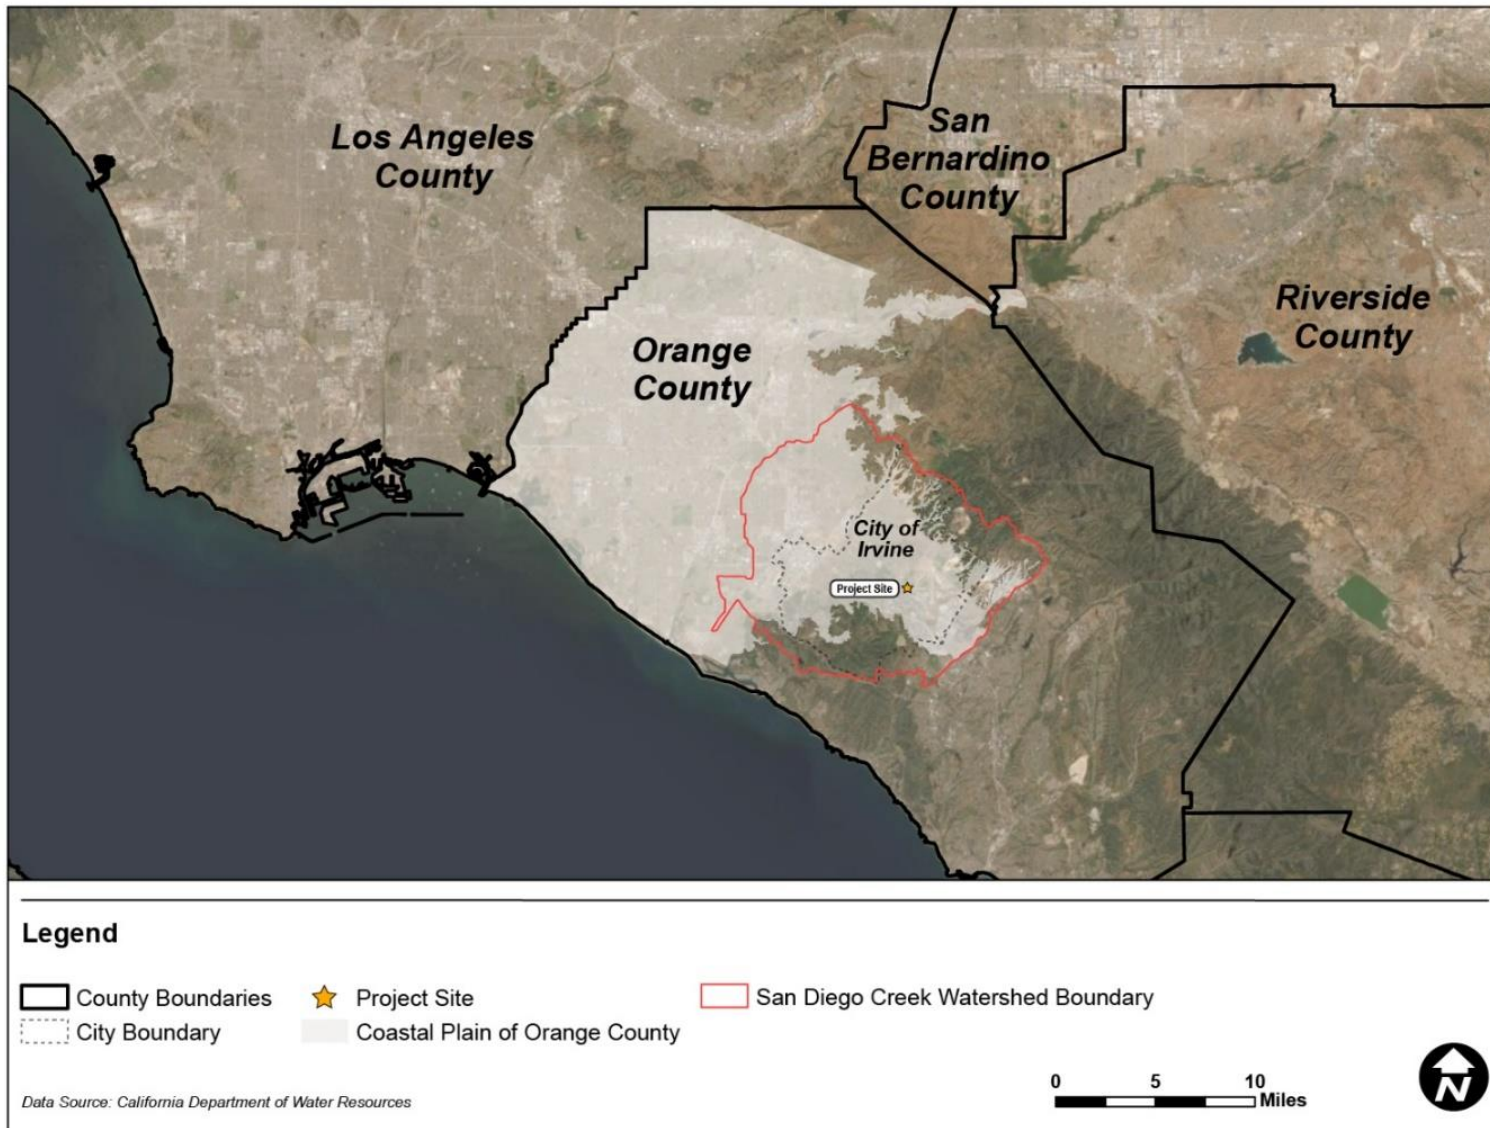 Los Angeles
County
San
Bernardino
County
Riverside
County
Orange
County
City of
Irvine
Project Site
Legend
County Boundaries
Project Site
San Diego Creek Watershed Boundary
City Boundary
Coastal Plain of Orange County
Data Source: California Department of Water Resources
0 5 10
Miles
N